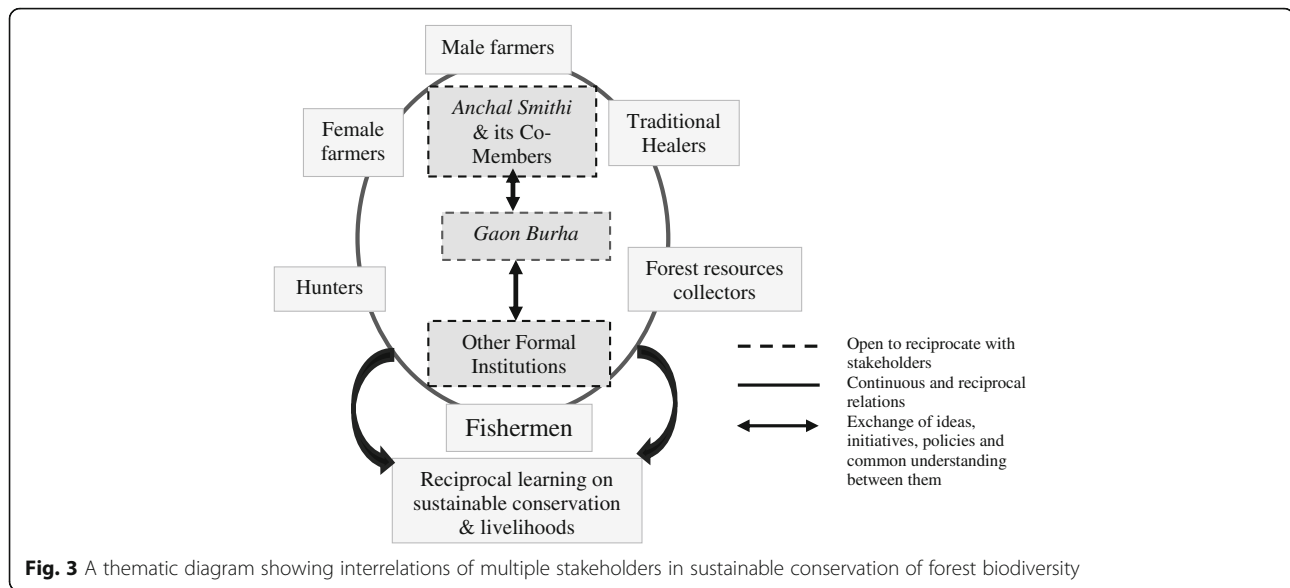 Male farmers
Anchal Smithi
& its Co-
Members
Female
farmers
Traditional
Healers
Gaon Burha
Hunters
Forest resources
collectors
Other Formal
Institutions
Fishermen
Reciprocal learning on
sustainable conservation
& livelihoods
Open to reciprocate with
stakeholders
Continuous and reciprocal
relations
Exchange of ideas,
initiatives, policies and
common understanding
between them
Fig. 3 A thematic diagram showing interrelations of multiple stakeholders in sustainable conservation of forest biodiversity